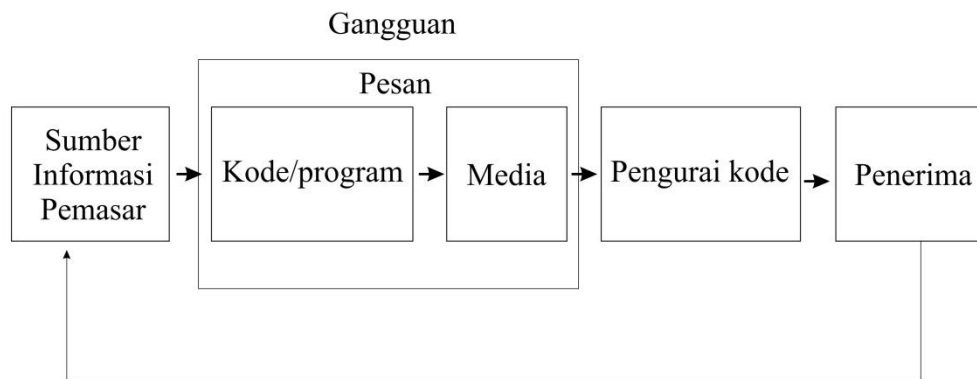 Gangguan
Pesan
Sumber
Informasi
Pemasar
Kode/program
Media
Pengurai kode
Penerima